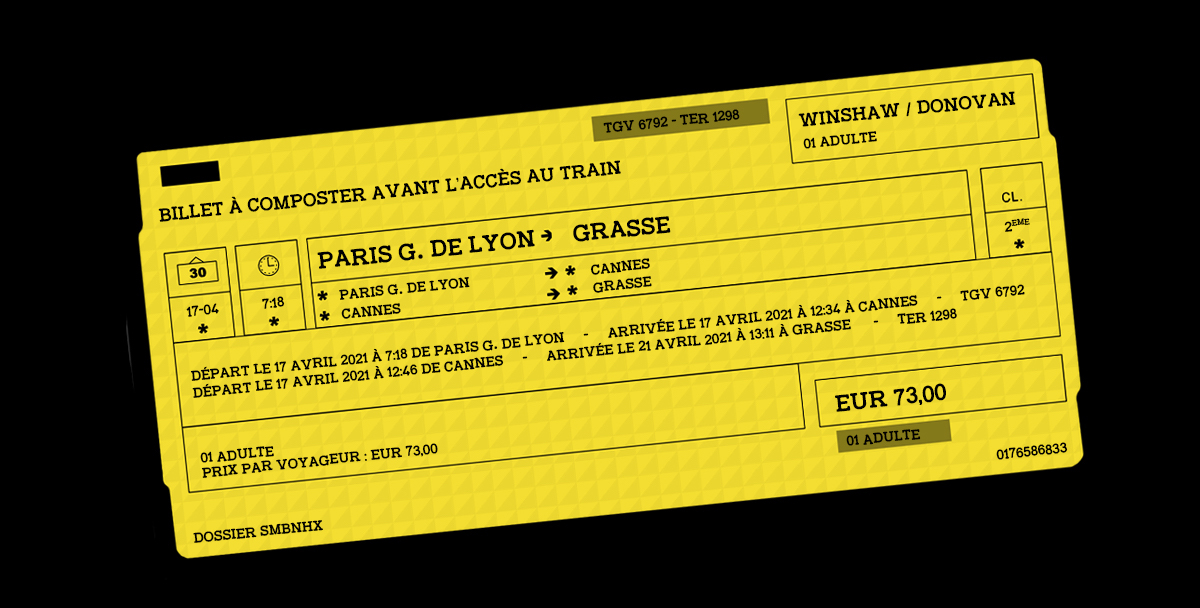 TGV 6792 - TER 1298
WINSHAW / DONOVAN
01 ADULTE
BILLET À COMPOSTER AVANT L'ACCÈS AU TRAIN
30
17-04
*
7:18
*
PARIS G. DE LYON → GRASSE
* PARIS G. DE LYON → * CANNES
* CANNES → * GRASSE
CL.
2EME
*
DÉPART LE 17 AVRIL 2021 À 7:18 DE PARIS G. DE LYON - ARRIVÉE LE 17 AVRIL 2021 À 12:34 À CANNES - TGV 6792
DÉPART LE 17 AVRIL 2021 À 12:46 DE CANNES - ARRIVÉE LE 21 AVRIL 2021 À 13:11 À GRASSE - TER 1298
01 ADULTE
PRIX PAR VOYAGEUR : EUR 73,00
EUR 73,00
01 ADULTE
0176586833
DOSSIER SMBNHX